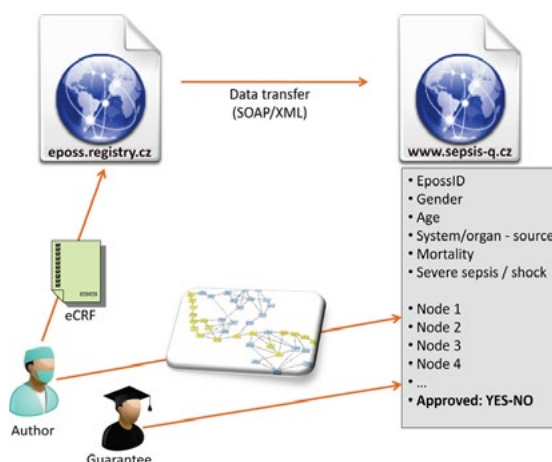 Data transfer
(SOAP/XML)
eposs.registry.cz
www.sepsis-q.cz
• EpossID
• Gender
• Age
• System/organ - source
• Mortality
• Severe sepsis / shock
• Node 1
• Node 2
• Node 3
• Node 4
• ...
• Approved: YES-NO
eCRF
Author
Guarantee